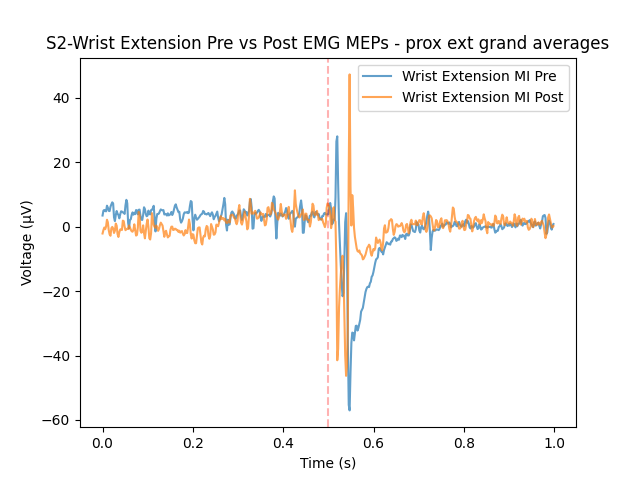 S2-Wrist Extension Pre vs Post EMG MEPs - prox ext grand averages
Wrist Extension MI Pre
Wrist Extension MI Post
40
20
0
−20
−40
−60
Voltage (μV)
0.0 0.2 0.4 0.6 0.8 1.0
Time (s)